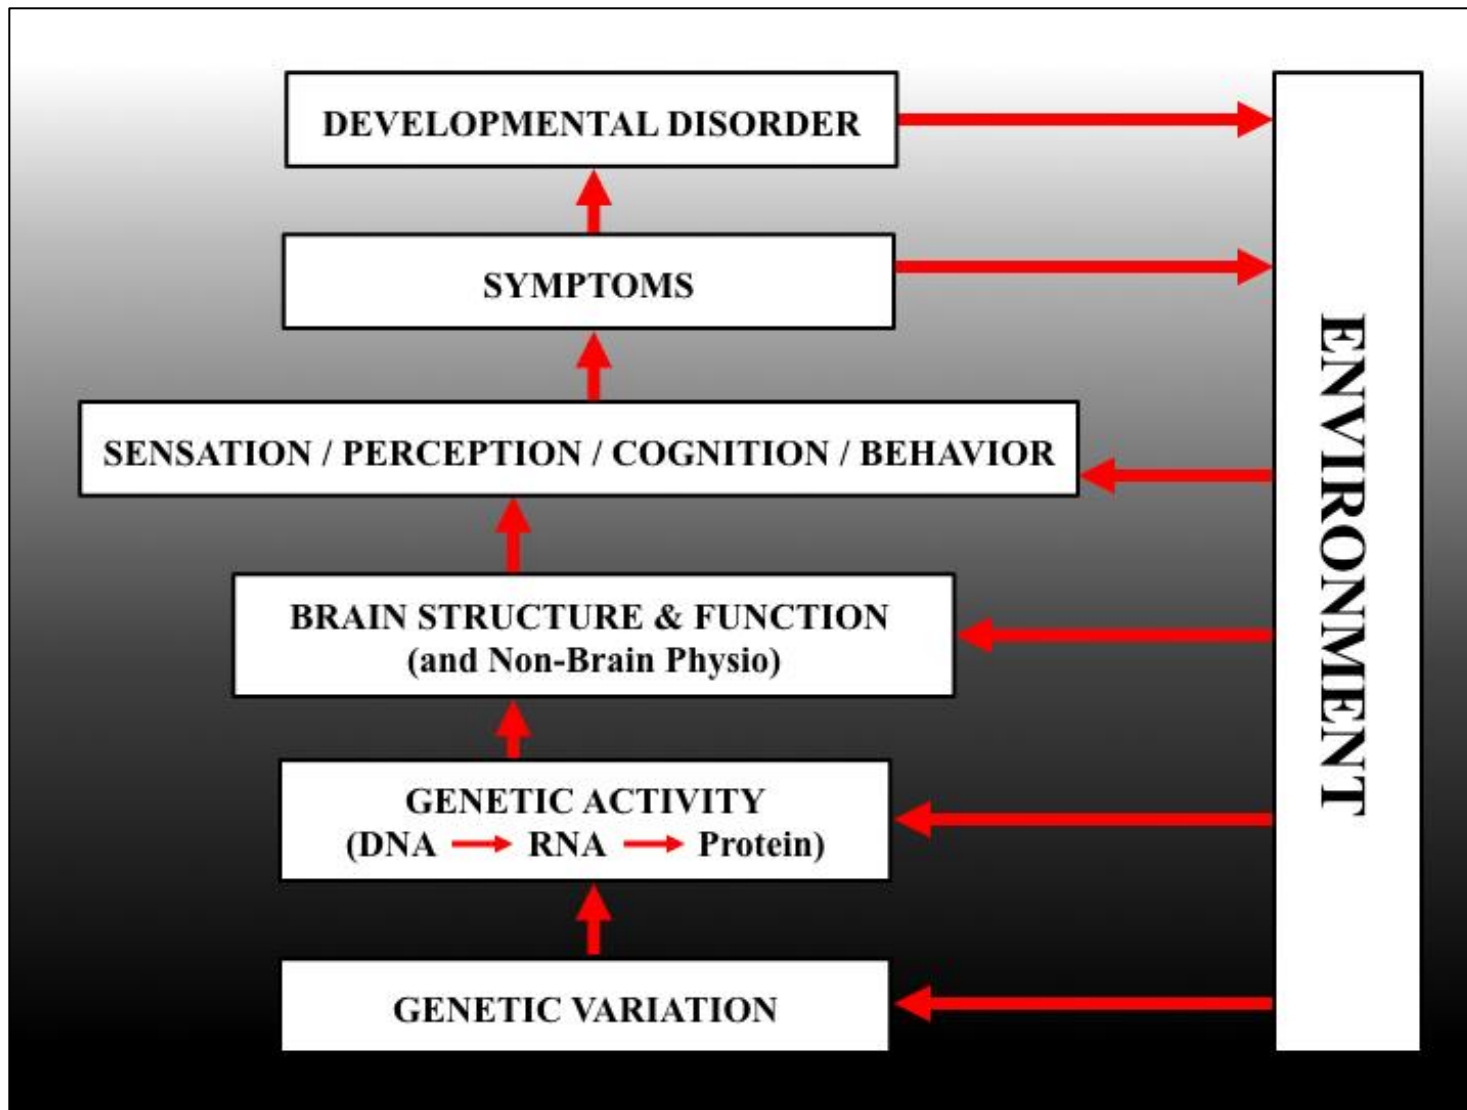 DEVELOPMENTAL DISORDER
SYMPTOMS
SENSATION / PERCEPTION / COGNITION / BEHAVIOR
BRAIN STRUCTURE & FUNCTION
(and Non-Brain Physio)
GENETIC ACTIVITY
(DNA → RNA → Protein)
GENETIC VARIATION
ENVIRONMENT